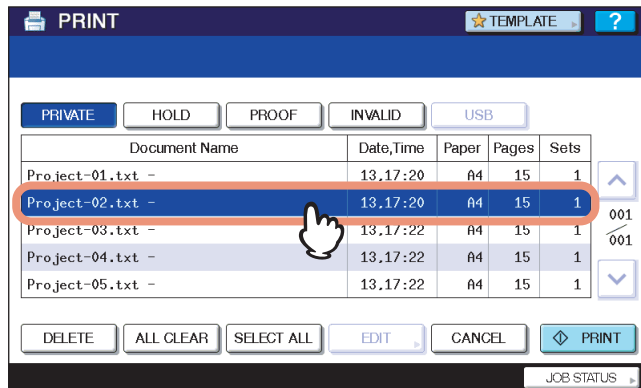 PRINT TEMPLATE ?
PRIVATE HOLD PROOF INVALID USB
Document Name Date,Time Paper Pages Sets
Project-01.txt - 13,17:20 A4 15 1
Project-02.txt - 13,17:20 A4 15 1
Project-03.txt - 13,17:22 A4 15 1
Project-04.txt - 13,17:22 A4 15 1
Project-05.txt - 13,17:22 A4 15 1
001
001
DELETE ALL CLEAR SELECT ALL EDIT CANCEL PRINT
JOB STATUS